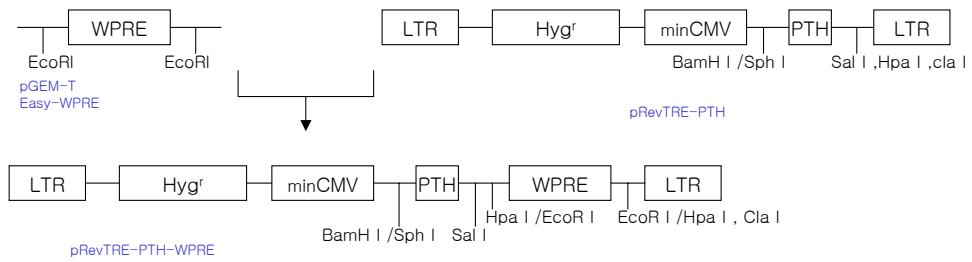 WPRE
EcoRI EcoRI
pGEM-T
Easy-WPRE
LTR Hygʳ minCMV PTH LTR
BamH I /Sph I Sal I ,Hpa I ,cla I
pRevTRE-PTH
LTR Hygʳ minCMV PTH WPRE LTR
Hpa I /EcoR I EcoR I /Hpa I , Cla I
BamH I /Sph I Sal I
pRevTRE-PTH-WPRE